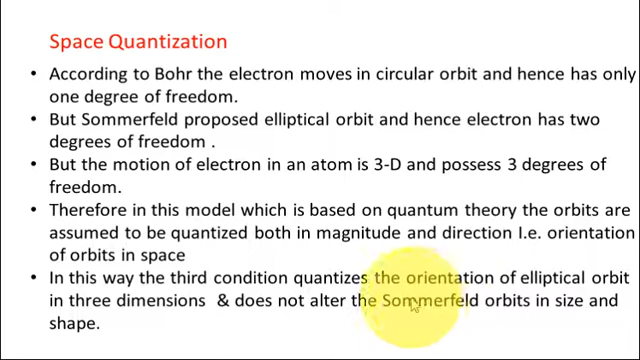 Space Quantization
• According to Bohr the electron moves in circular orbit and hence has only
one degree of freedom.
• But Sommerfeld proposed elliptical orbit and hence electron has two
degrees of freedom .
• But the motion of electron in an atom is 3-D and possess 3 degrees of
freedom.
• Therefore in this model which is based on quantum theory the orbits are
assumed to be quantized both in magnitude and direction I.e. orientation
of orbits in space
• In this way the third condition quantizes the orientation of elliptical orbit
in three dimensions & does not alter the Sommerfeld orbits in size and
shape.